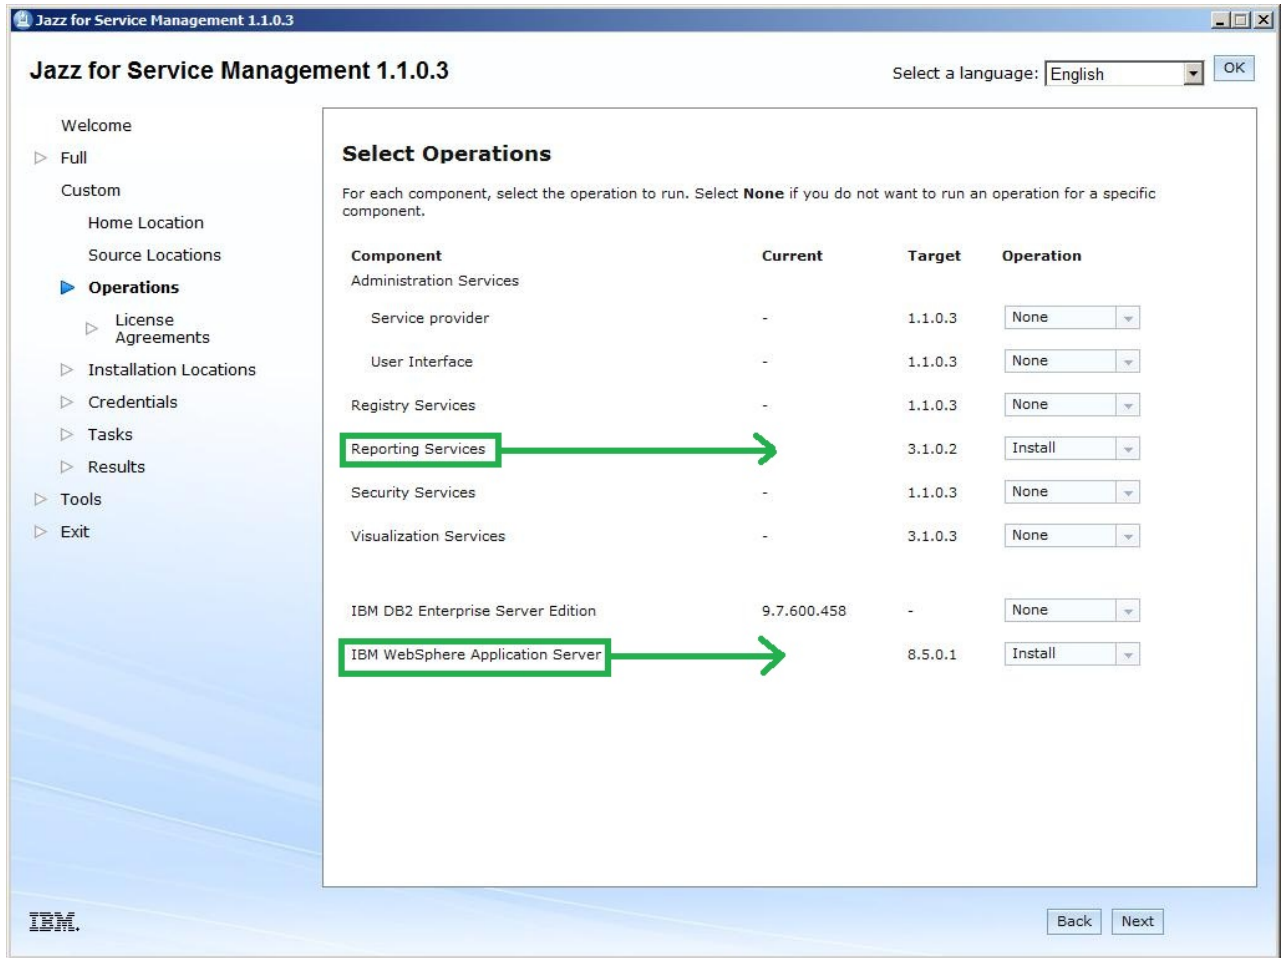 Jazz for Service Management 1.1.0.3
Jazz for Service Management 1.1.0.3
Select a language: English OK
Welcome
Full
Custom
Home Location
Source Locations
Operations
License
Agreements
Installation Locations
Credentials
Tasks
Results
Tools
Exit
Select Operations
For each component, select the operation to run. Select None if you do not want to run an operation for a specific
component.
Component Current Target Operation
Administration Services
Service provider - 1.1.0.3 None
User Interface - 1.1.0.3 None
Registry Services - 1.1.0.3 None
Reporting Services 3.1.0.2 Install
Security Services - 1.1.0.3 None
Visualization Services - 3.1.0.3 None
IBM DB2 Enterprise Server Edition 9.7.600.458 - None
IBM WebSphere Application Server 8.5.0.1 Install
IBM.
Back Next